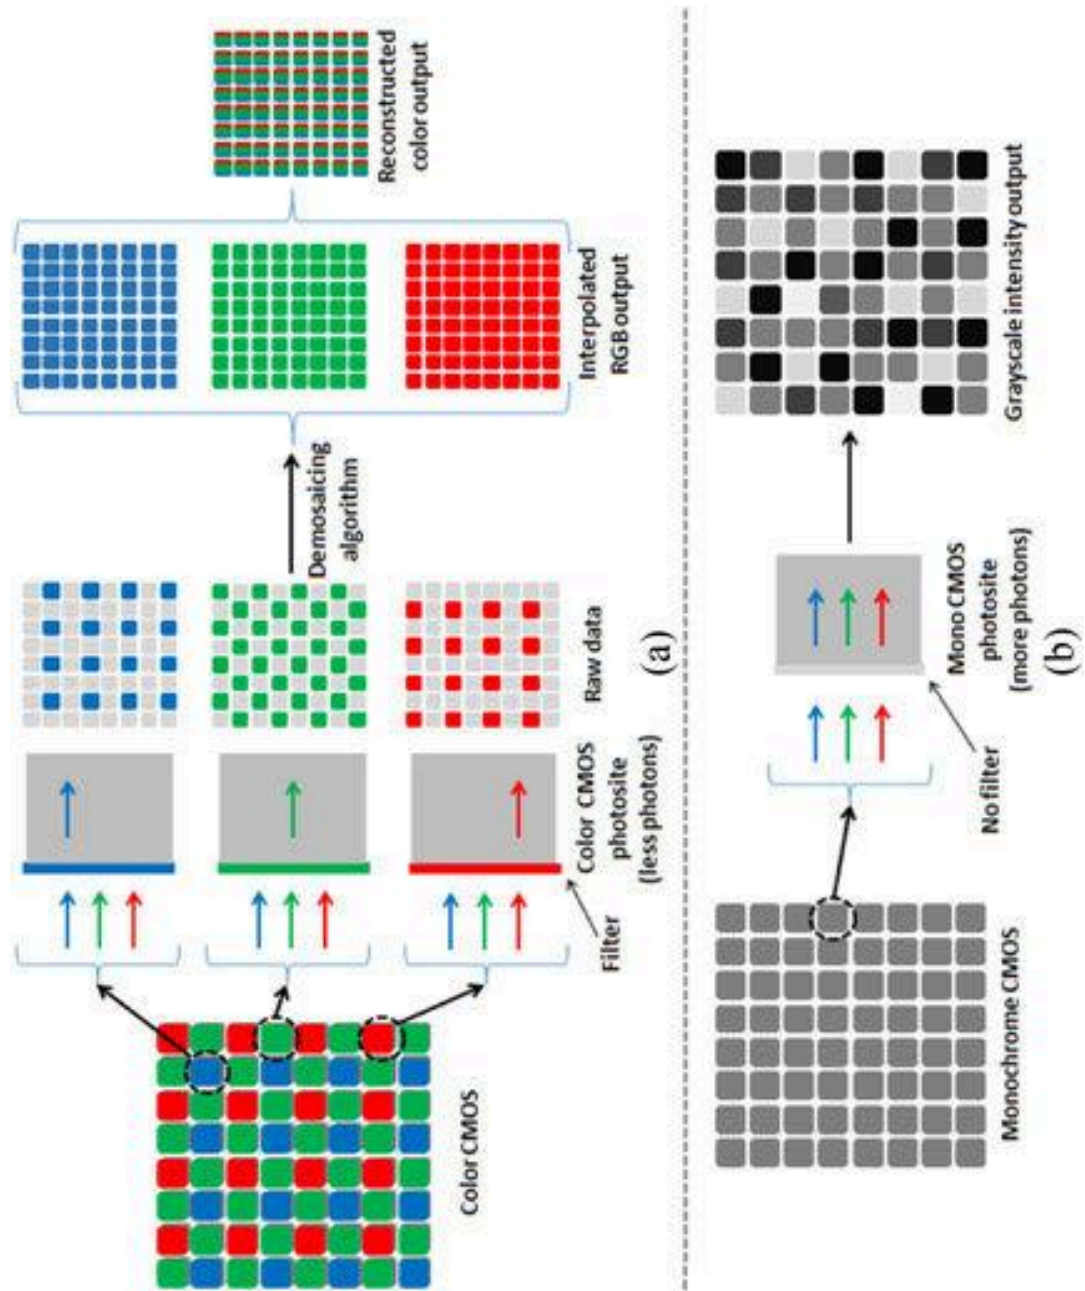 Color CMOS
Filter
Color CMOS
photosite
(less photons)
Raw data
Demosaicing
algorithm
Interpolated
RGB output
Reconstructed
color output
(a)
Monochrome CMOS
No filter
Mono CMOS
photosite
(more photons)
Grayscale intensity output
(b)